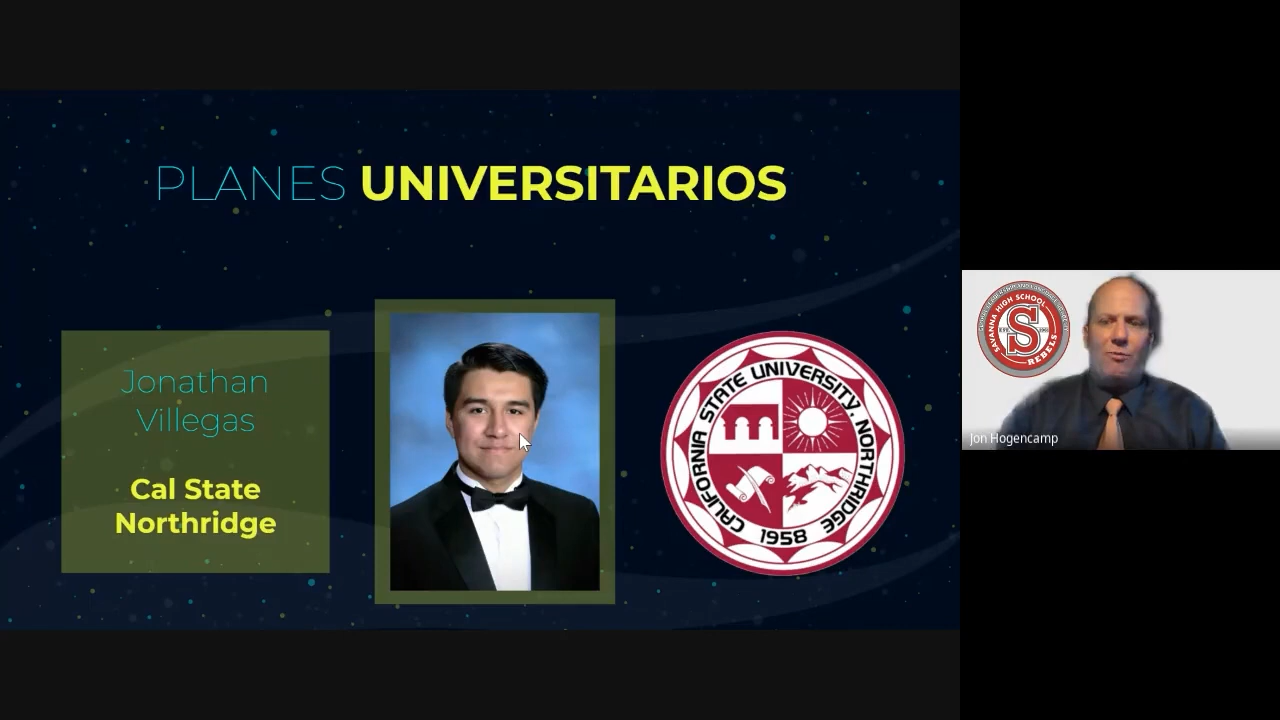 PLANES UNIVERSITARIOS
Jonathan
Villegas
Cal State
Northridge
CALIFORNIA STATE UNIVERSITY, NORTHRIDGE
1958
SAVANNA HIGH SCHOOL
S
REBELS
Jon Hogencamp